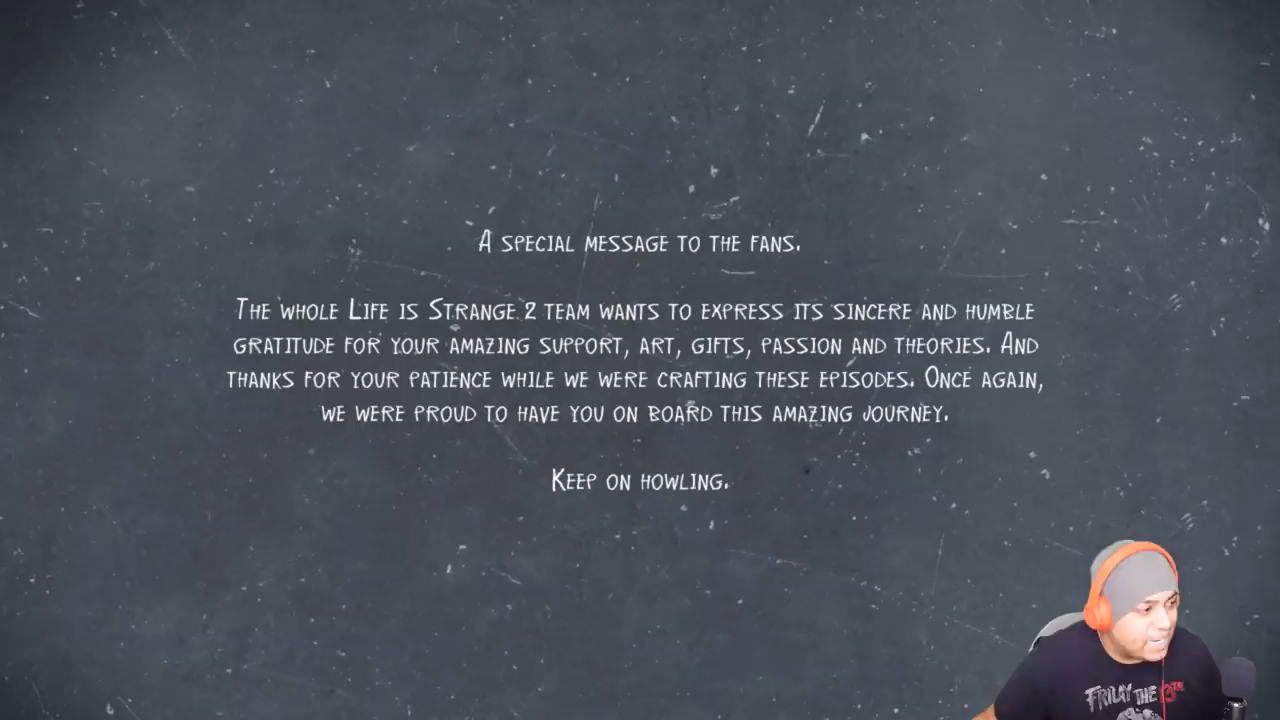 A SPECIAL MESSAGE TO THE FANS.
THE WHOLE LIFE IS STRANGE 2 TEAM WANTS TO EXPRESS ITS SINCERE AND HUMBLE
GRATITUDE FOR YOUR AMAZING SUPPORT, ART, GIFTS, PASSION AND THEORIES. AND
THANKS FOR YOUR PATIENCE WHILE WE WERE CRAFTING THESE EPISODES. ONCE AGAIN,
WE WERE PROUD TO HAVE YOU ON BOARD THIS AMAZING JOURNEY.
KEEP ON HOWLING.
FRIDAY THE 13TH